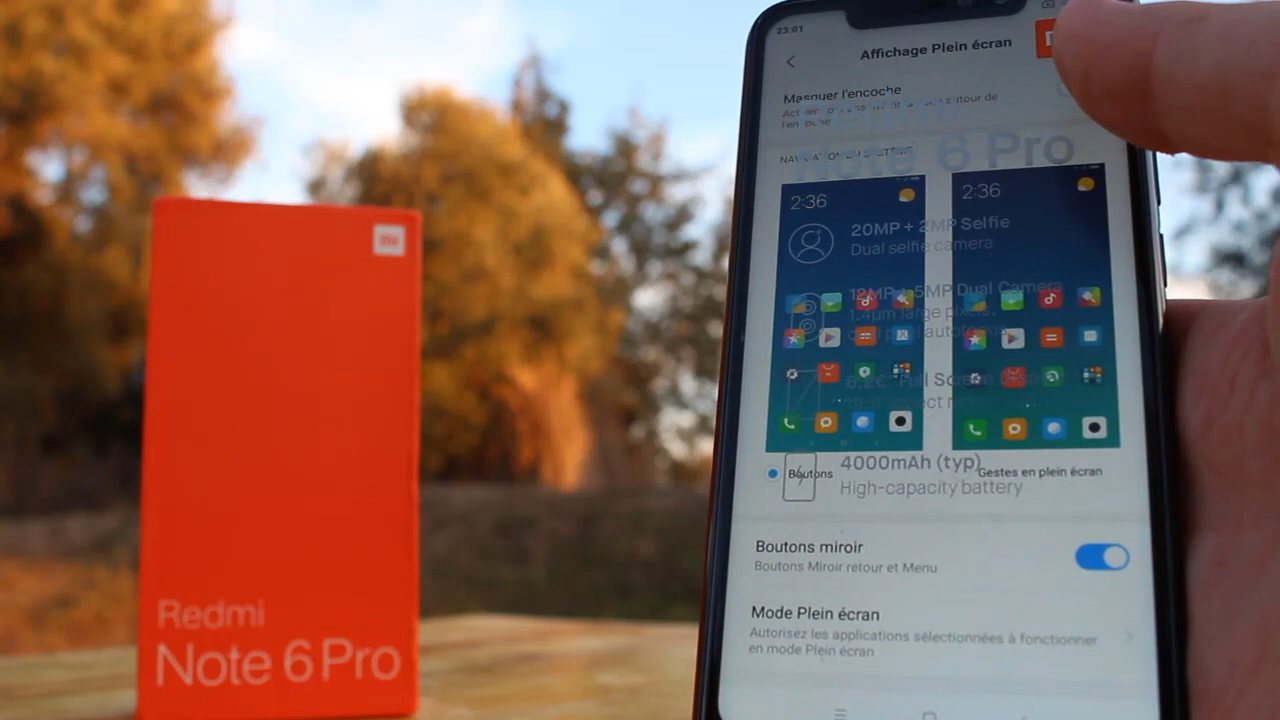 Redmi
Note 6 Pro
23:01
Affichage Plein écran
Masquer l'encoche
autour de
l'encoche
Note 6 Pro
2:36
2:36
20MP + 2MP Selfie
Dual selfie camera
12MP + 5MP Dual Camera
1.4μm large pixels,
Full Screen
4000mAh (typ)
Boutons
Gestes en plein écran
High-capacity battery
Boutons miroir
Boutons Miroir retour et Menu
Mode Plein écran
Autorisez les applications sélectionnées à fonctionner
en mode Plein écran